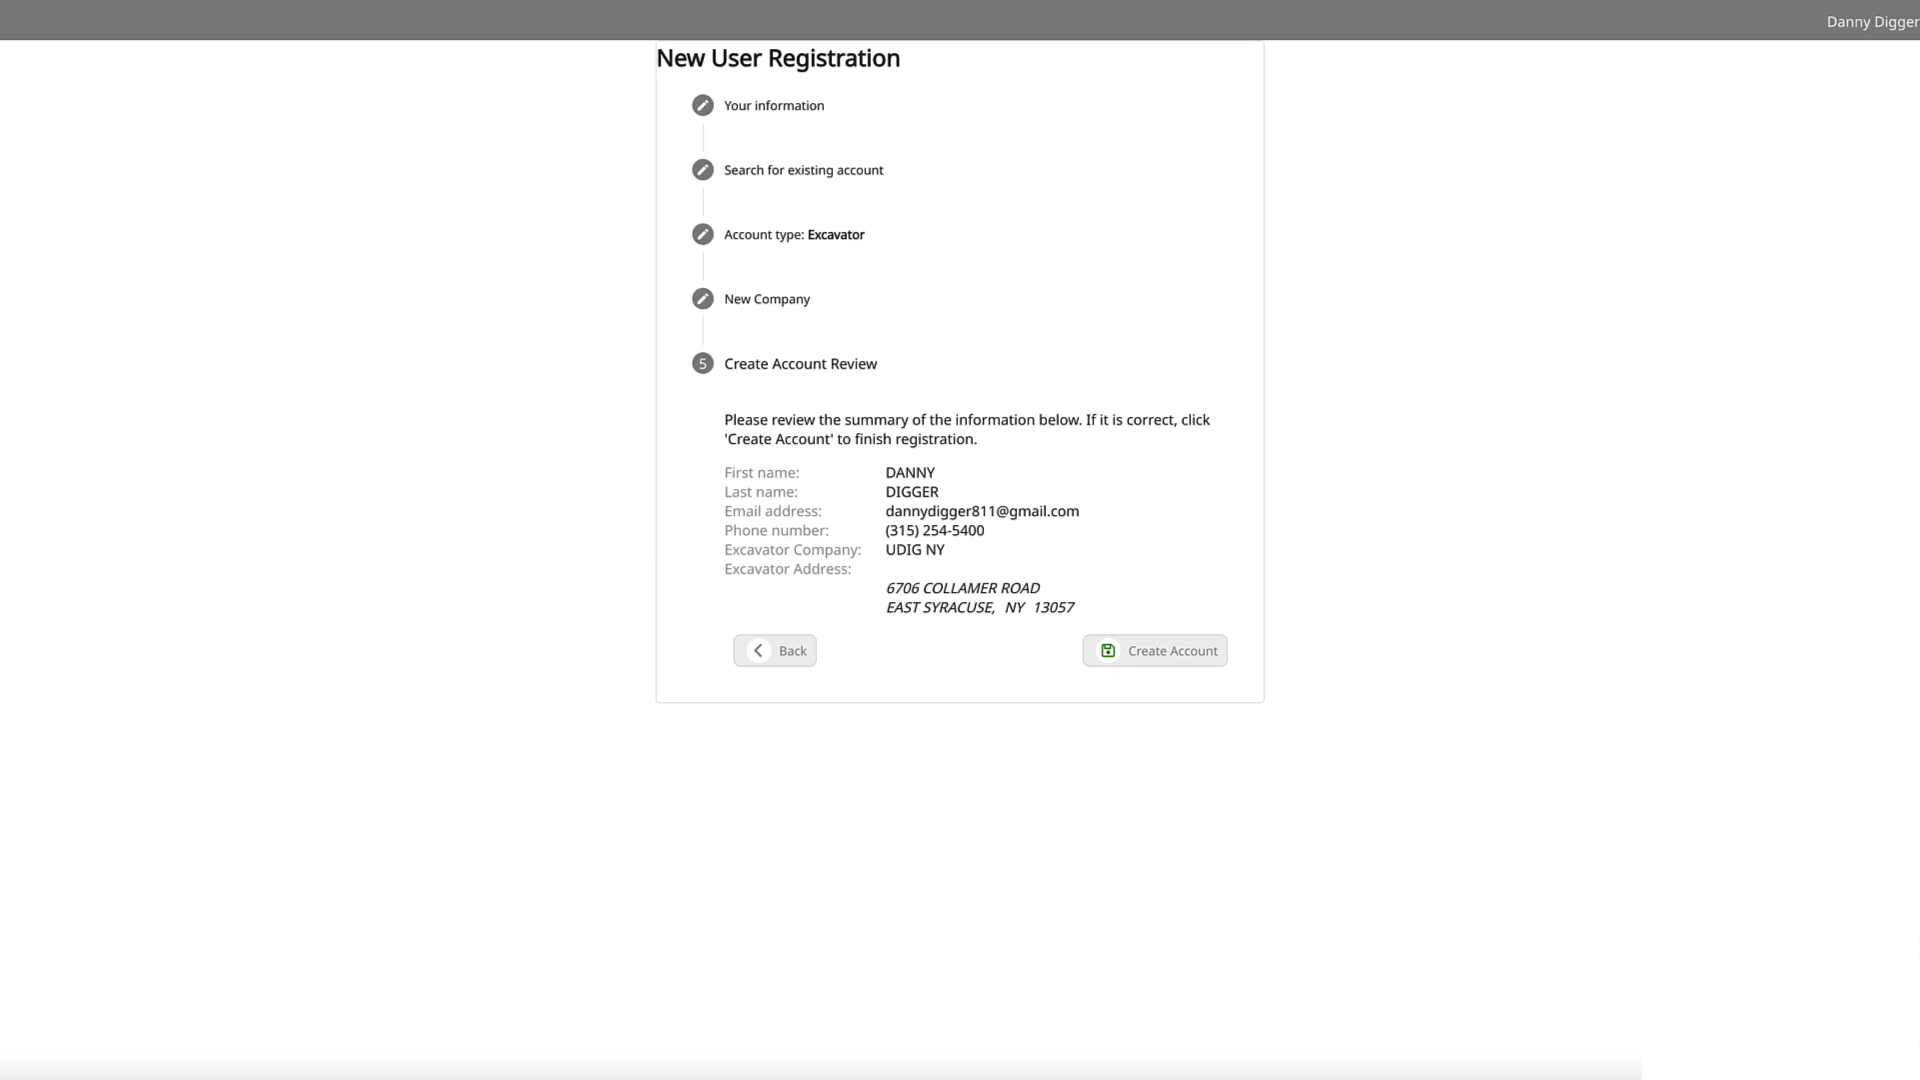 Danny Digger
New User Registration
Your information
Search for existing account
Account type: Excavator
New Company
5 Create Account Review
Please review the summary of the information below. If it is correct, click
'Create Account' to finish registration.
First name: DANNY
Last name: DIGGER
Email address: dannydigger811@gmail.com
Phone number: (315) 254-5400
Excavator Company: UDIG NY
Excavator Address:
6706 COLLAMER ROAD
EAST SYRACUSE, NY 13057
Back Create Account